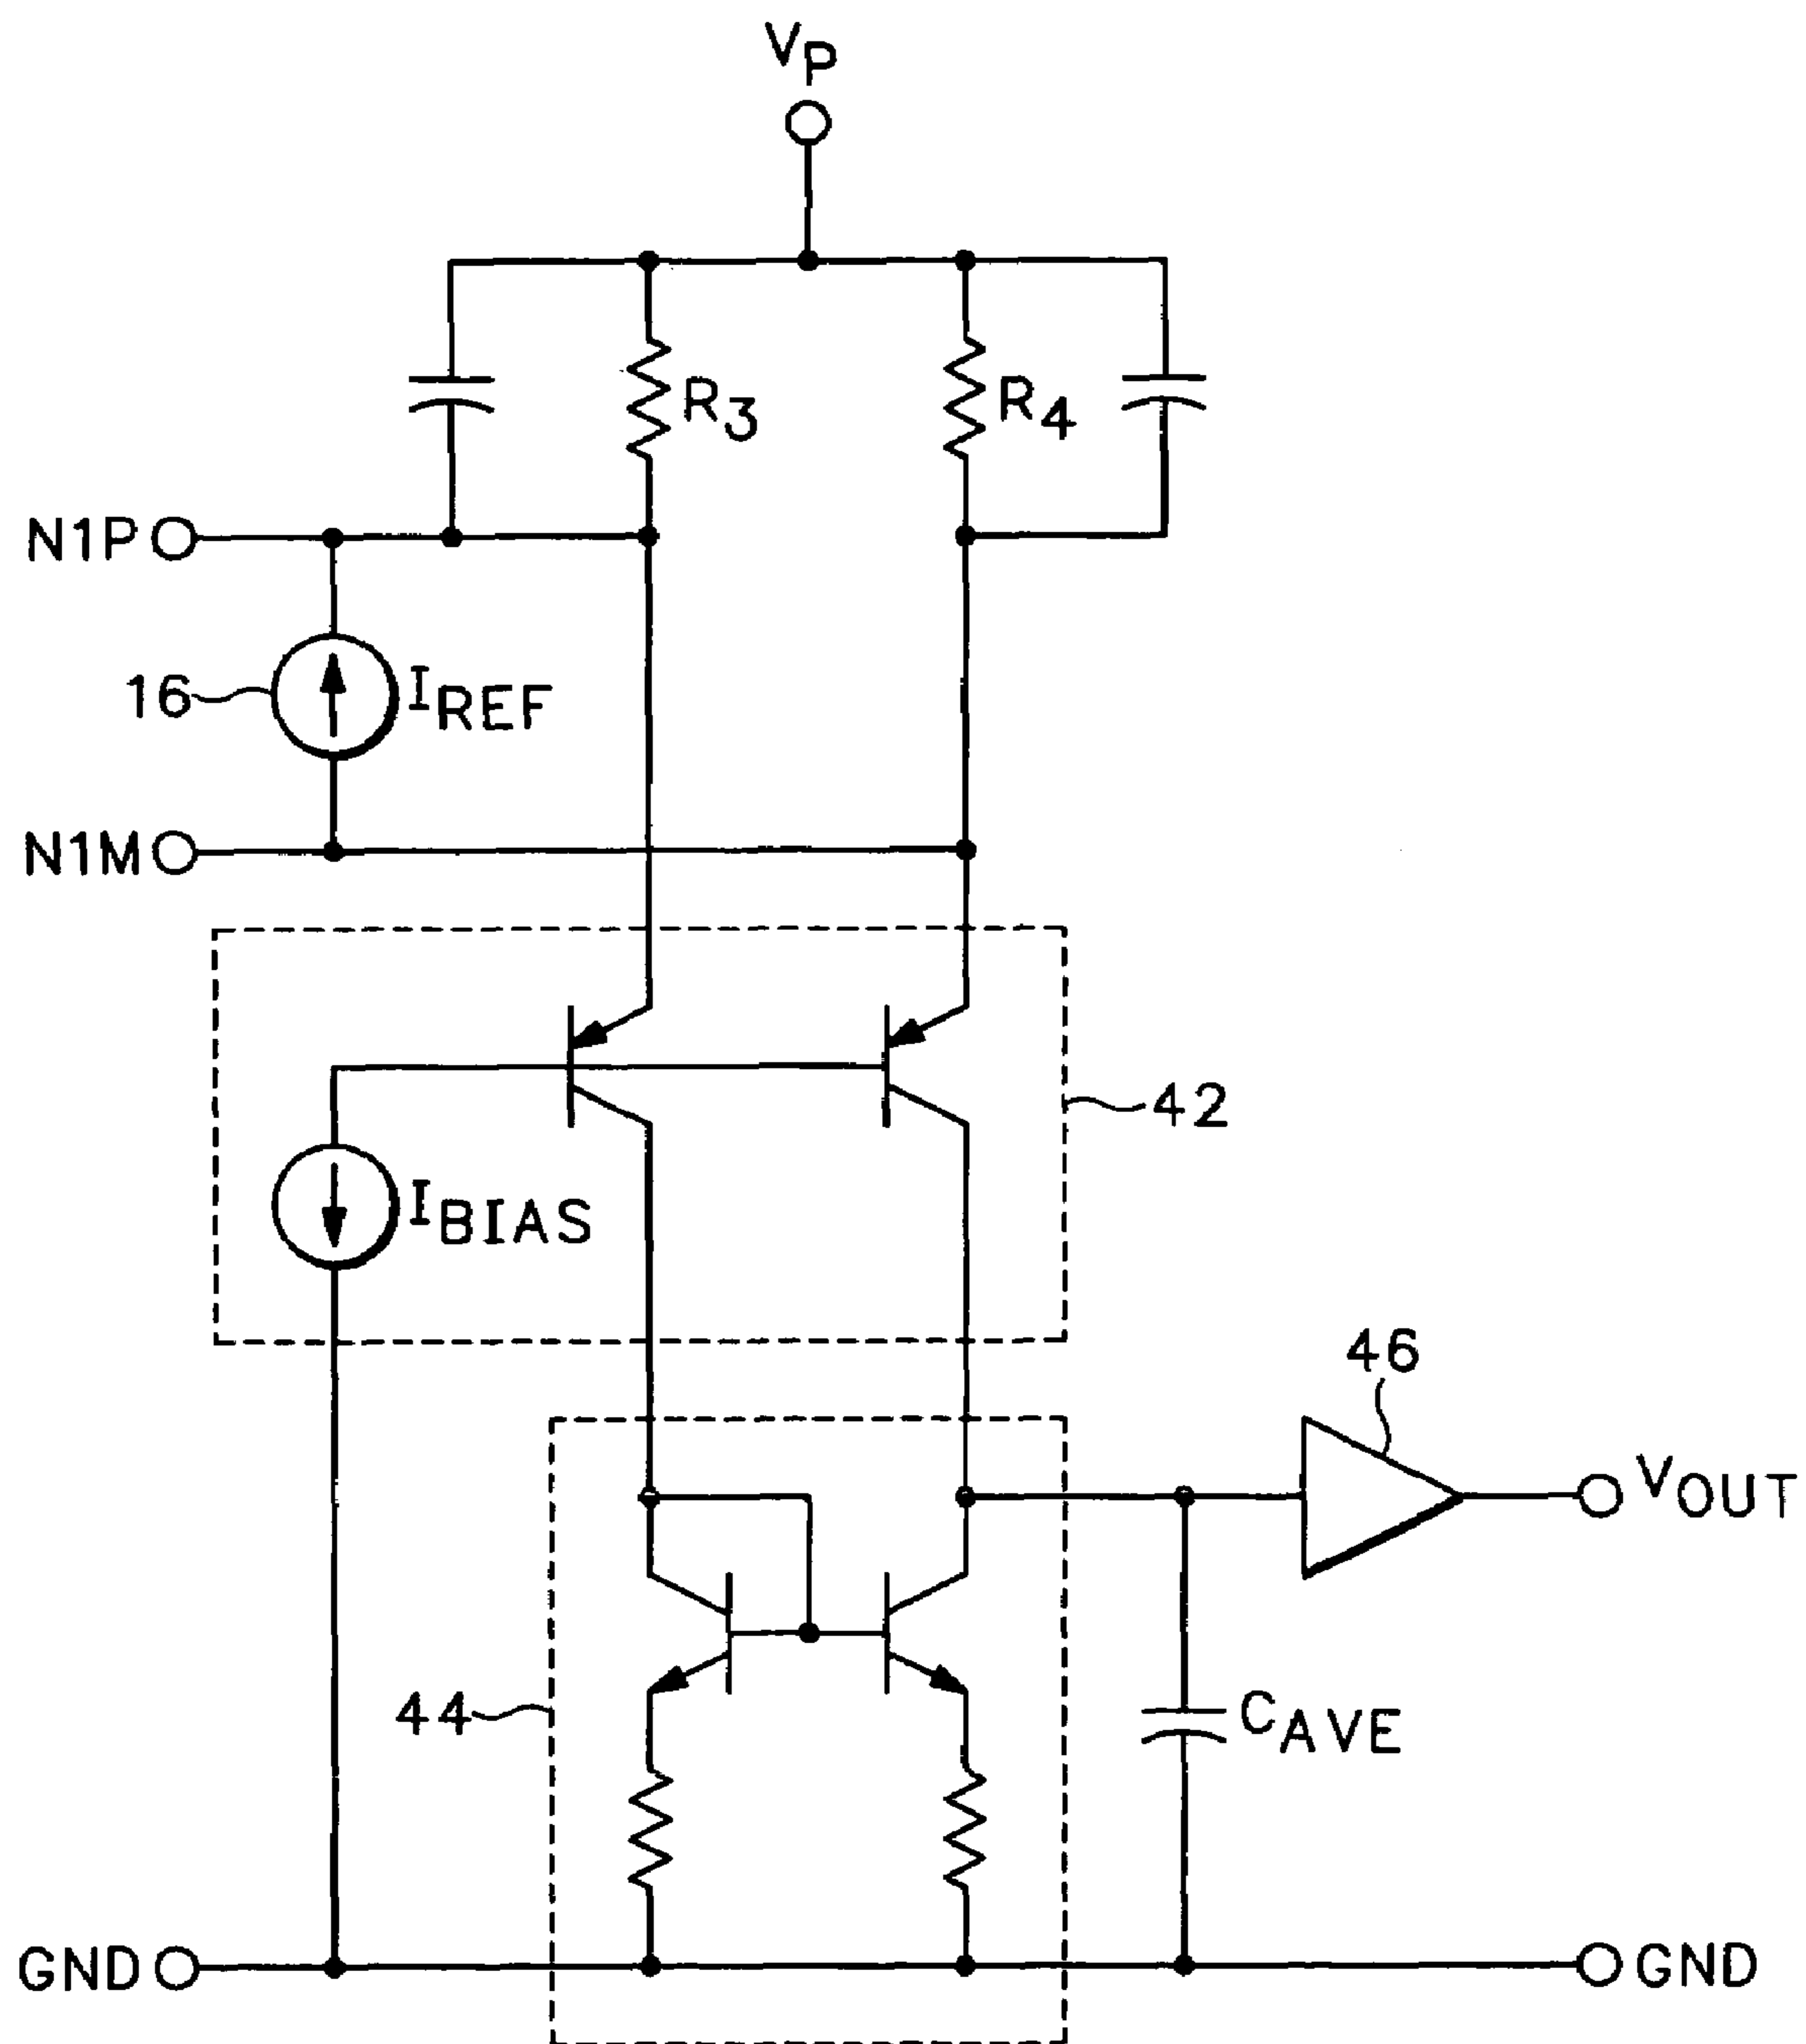 VP
R3
R4
N1P
16
IREF
N1M
42
IBIAS
46
VOUT
44
CAVE
GND
GND